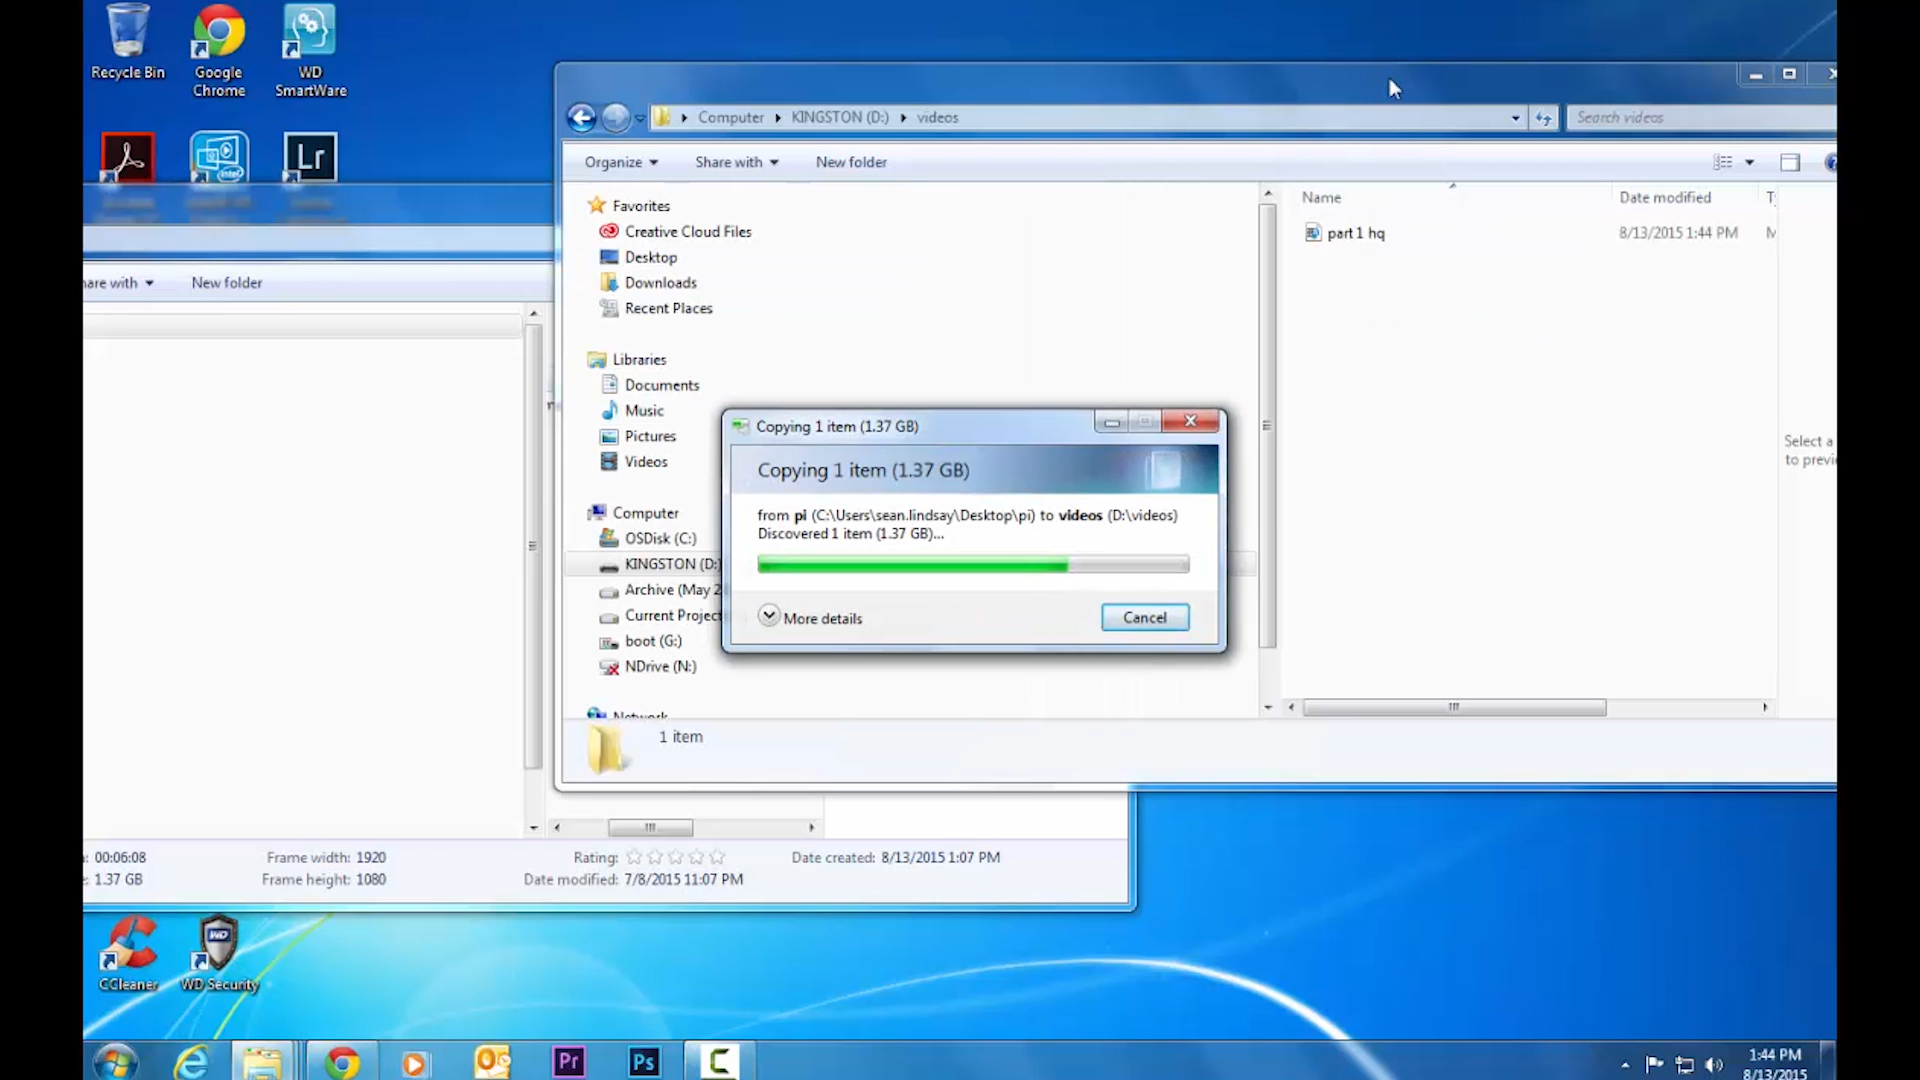 Recycle Bin
Google
Chrome
WD
SmartWare
Lr
intel
Computer
KINGSTON (D:)
videos
Search videos
Organize
Share with
New folder
Favorites
Creative Cloud Files
Desktop
Downloads
Recent Places
Libraries
Documents
Music
Pictures
Videos
Computer
OSDisk (C:)
KINGSTON (D:)
Archive (May 2
Current Project
boot (G:)
NDrive (N:)
Network
Name
Date modified
part 1 hq
8/13/2015 1:44 PM
M
Select a
to previ
1 item
Copying 1 item (1.37 GB)
Copying 1 item (1.37 GB)
from pi (C:\Users\sean.lindsay\Desktop\pi) to videos (D:\videos)
Discovered 1 item (1.37 GB)...
More details
Cancel
are with
New folder
00:06:08
Frame width: 1920
Rating:
Date created: 8/13/2015 1:07 PM
1.37 GB
Frame height: 1080
Date modified: 7/8/2015 11:07 PM
CCleaner
WD
WD Security
Pr
Ps
1:44 PM
8/13/2015